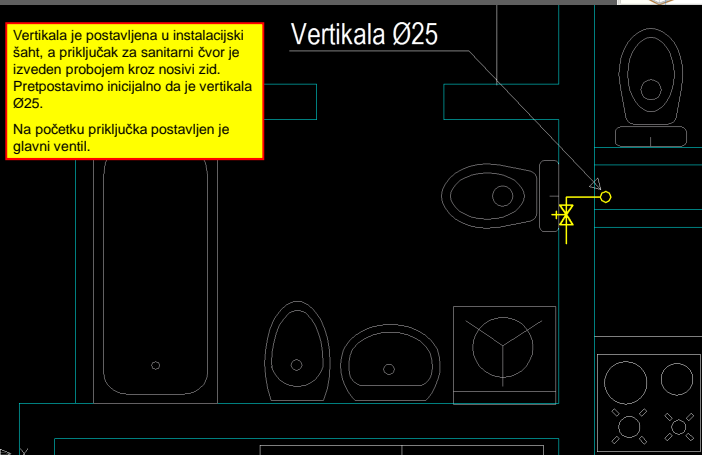 Vertikala je postavljena u instalacijski
šaht, a priključak za sanitarni čvor je
izveden probojem kroz nosivi zid.
Pretpostavimo inicijalno da je vertikala
Ø25.
Na početku priključka postavljen je
glavni ventil.
Vertikala Ø25